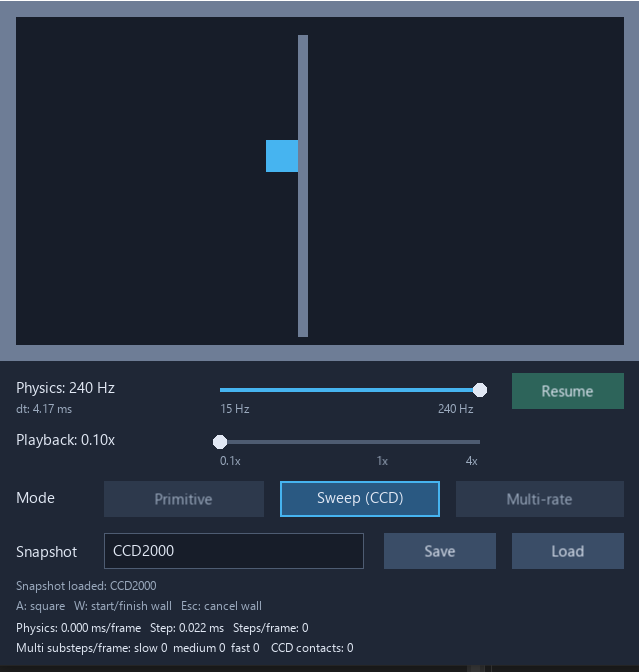 Physics: 240 Hz
Resume
dt: 4.17 ms
15 Hz 240 Hz
Playback: 0.10x
0.1x 1x 4x
Mode Primitive Sweep (CCD) Multi-rate
Snapshot CCD2000 Save Load
Snapshot loaded: CCD2000
A: square W: start/finish wall Esc: cancel wall
Physics: 0.000 ms/frame Step: 0.022 ms Steps/frame: 0
Multi substeps/frame: slow 0 medium 0 fast 0 CCD contacts: 0